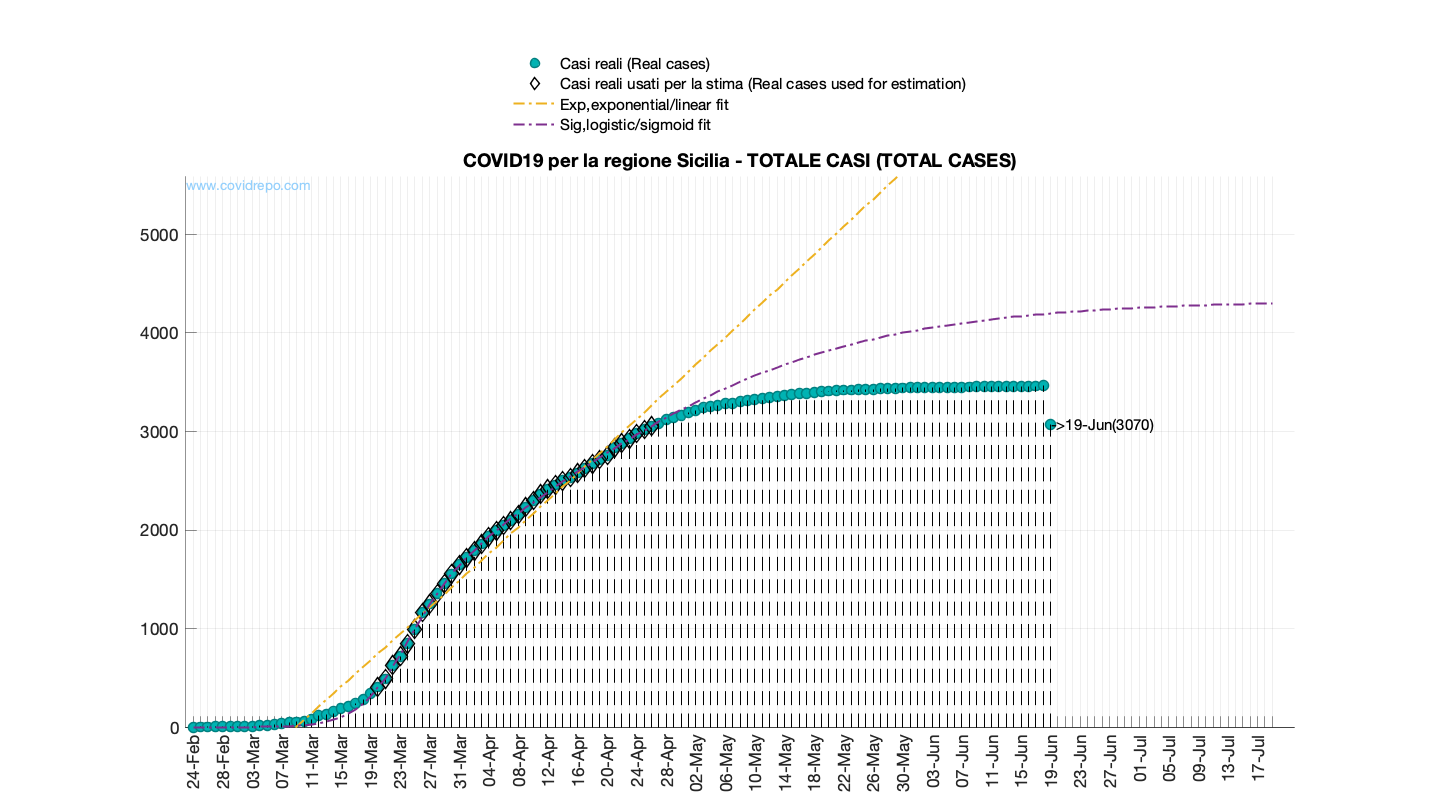 Casi reali (Real cases)
Casi reali usati per la stima (Real cases used for estimation)
Exp,exponential/linear fit
Sig,logistic/sigmoid fit
COVID19 per la regione Sicilia - TOTALE CASI (TOTAL CASES)
www.covidrepo.com
5000
4000
3000
2000
1000
0
->19-Jun(3070)
24-Feb
28-Feb
03-Mar
07-Mar
11-Mar
15-Mar
19-Mar
23-Mar
27-Mar
31-Mar
04-Apr
08-Apr
12-Apr
16-Apr
20-Apr
24-Apr
28-Apr
02-May
06-May
10-May
14-May
18-May
22-May
26-May
30-May
03-Jun
07-Jun
11-Jun
15-Jun
19-Jun
23-Jun
27-Jun
01-Jul
05-Jul
09-Jul
13-Jul
17-Jul